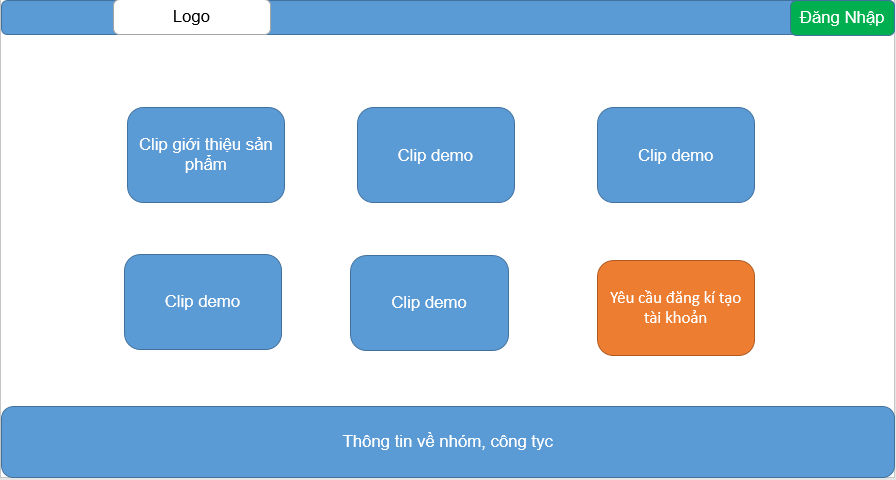 Logo
Đăng Nhập
Clip giới thiệu sản
phẩm
Clip demo
Clip demo
Clip demo
Clip demo
Yêu cầu đăng kí tạo
tài khoản
Thông tin về nhóm, công tyc